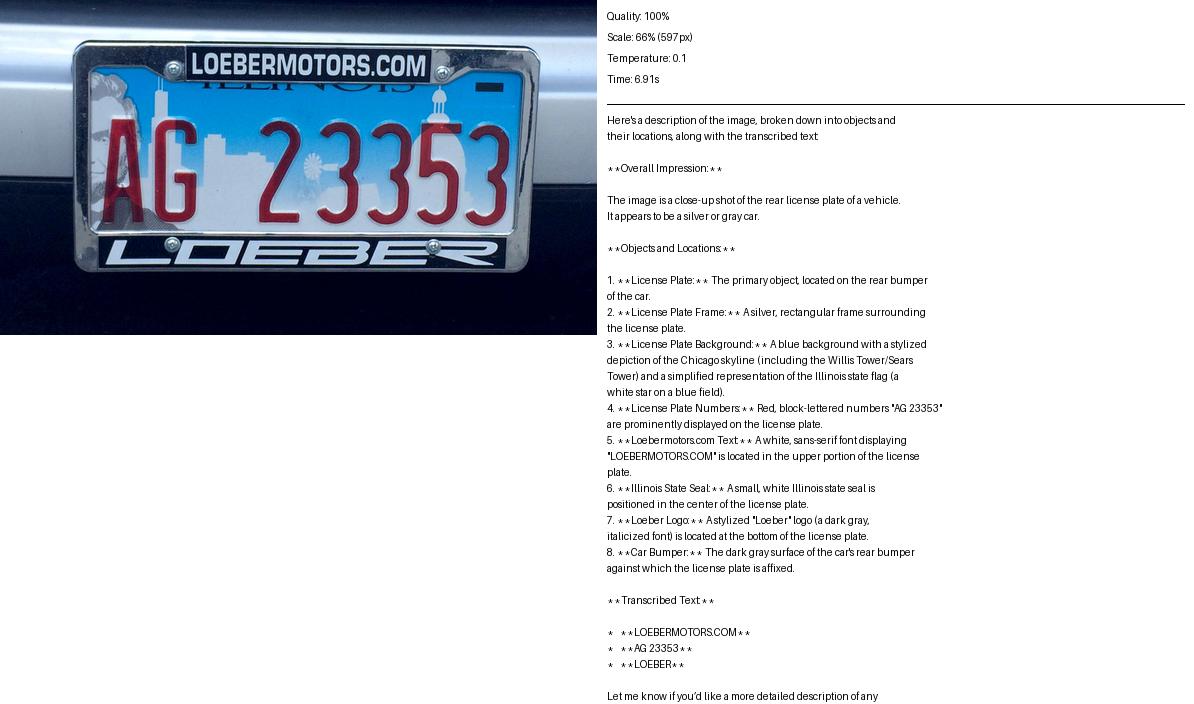 LOEBERMOTORS.COM
ILLINOIS
AG 23353
LOEBER
Quality: 100%
Scale: 66% (597px)
Temperature: 0.1
Time: 6.91s
Here's a description of the image, broken down into objects and
their locations, along with the transcribed text:
**Overall Impression:**
The image is a close-up shot of the rear license plate of a vehicle.
It appears to be a silver or gray car.
**Objects and Locations:**
1. **License Plate:** The primary object, located on the rear bumper
of the car.
2. **License Plate Frame:** A silver, rectangular frame surrounding
the license plate.
3. **License Plate Background:** A blue background with a stylized
depiction of the Chicago skyline (including the Willis Tower/Sears
Tower) and a simplified representation of the Illinois state flag (a
white star on a blue field).
4. **License Plate Numbers:** Red, block-lettered numbers "AG 23353"
are prominently displayed on the license plate.
5. **Loebermotors.com Text:** A white, sans-serif font displaying
"LOEBERMOTORS.COM" is located in the upper portion of the license
plate.
6. **Illinois State Seal:** A small, white Illinois state seal is
positioned in the center of the license plate.
7. **Loeber Logo:** A stylized "Loeber" logo (a dark gray,
italicized font) is located at the bottom of the license plate.
8. **Car Bumper:** The dark gray surface of the car's rear bumper
against which the license plate is affixed.
**Transcribed Text:**
* **LOEBERMOTORS.COM**
* **AG 23353**
* **LOEBER**
Let me know if you'd like a more detailed description of any